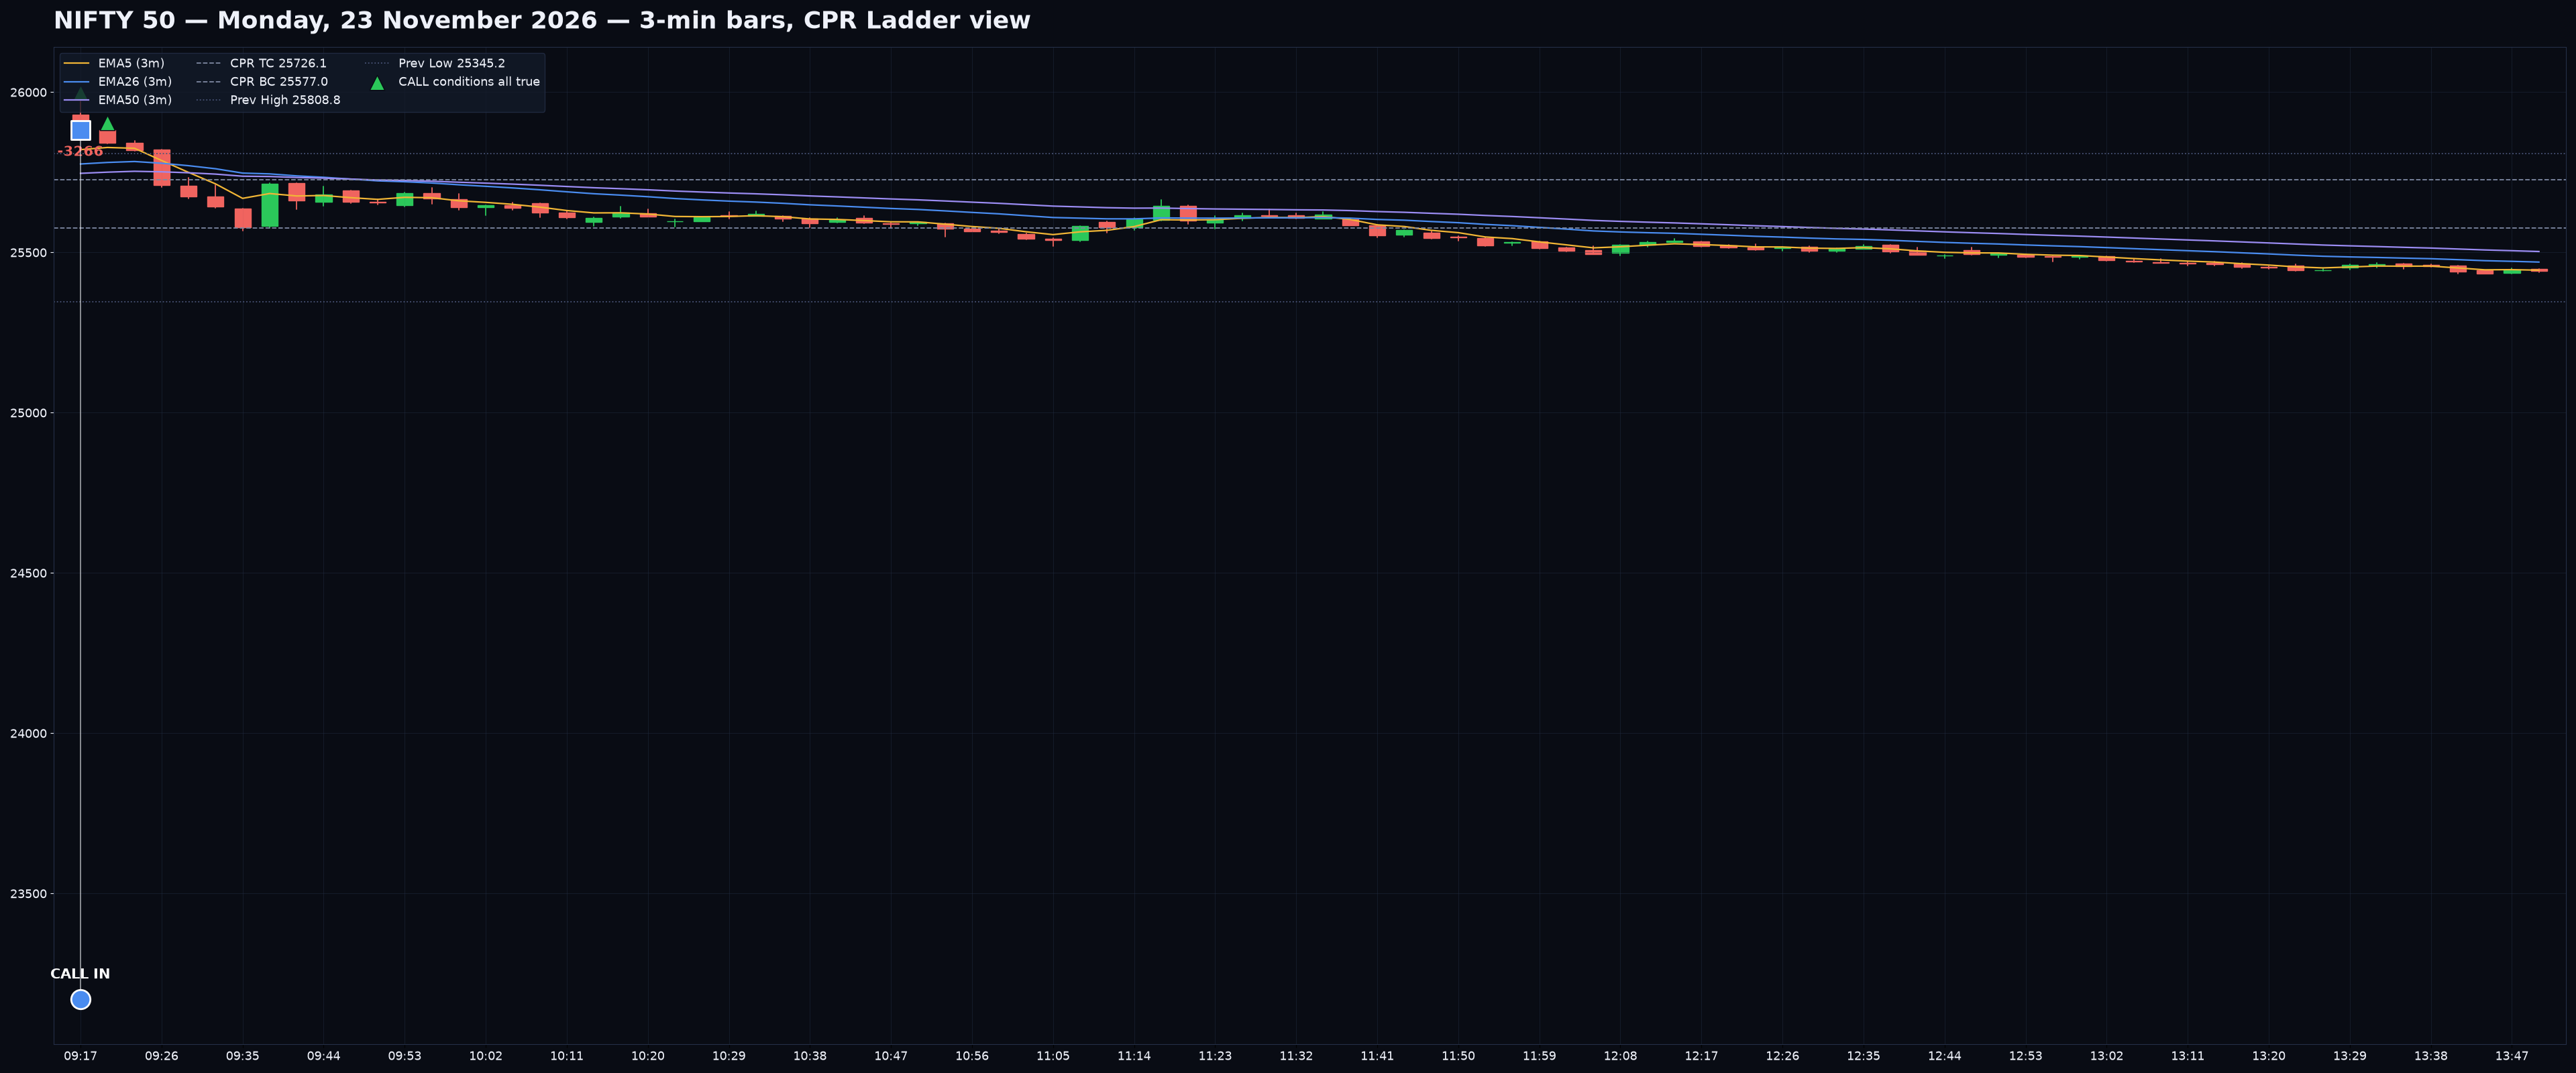 NIFTY 50 — Monday, 23 November 2026 — 3-min bars, CPR Ladder view
EMA5 (3m)
EMA26 (3m)
EMA50 (3m)
CPR TC 25726.1
CPR BC 25577.0
Prev High 25808.8
Prev Low 25345.2
CALL conditions all true
26000
25500
25000
24500
24000
23500
-3266
CALL IN
09:17 09:26 09:35 09:44 09:53 10:02 10:11 10:20 10:29 10:38 10:47 10:56 11:05 11:14 11:23 11:32 11:41 11:50 11:59 12:08 12:17 12:26 12:35 12:44 12:53 13:02 13:11 13:20 13:29 13:38 13:47